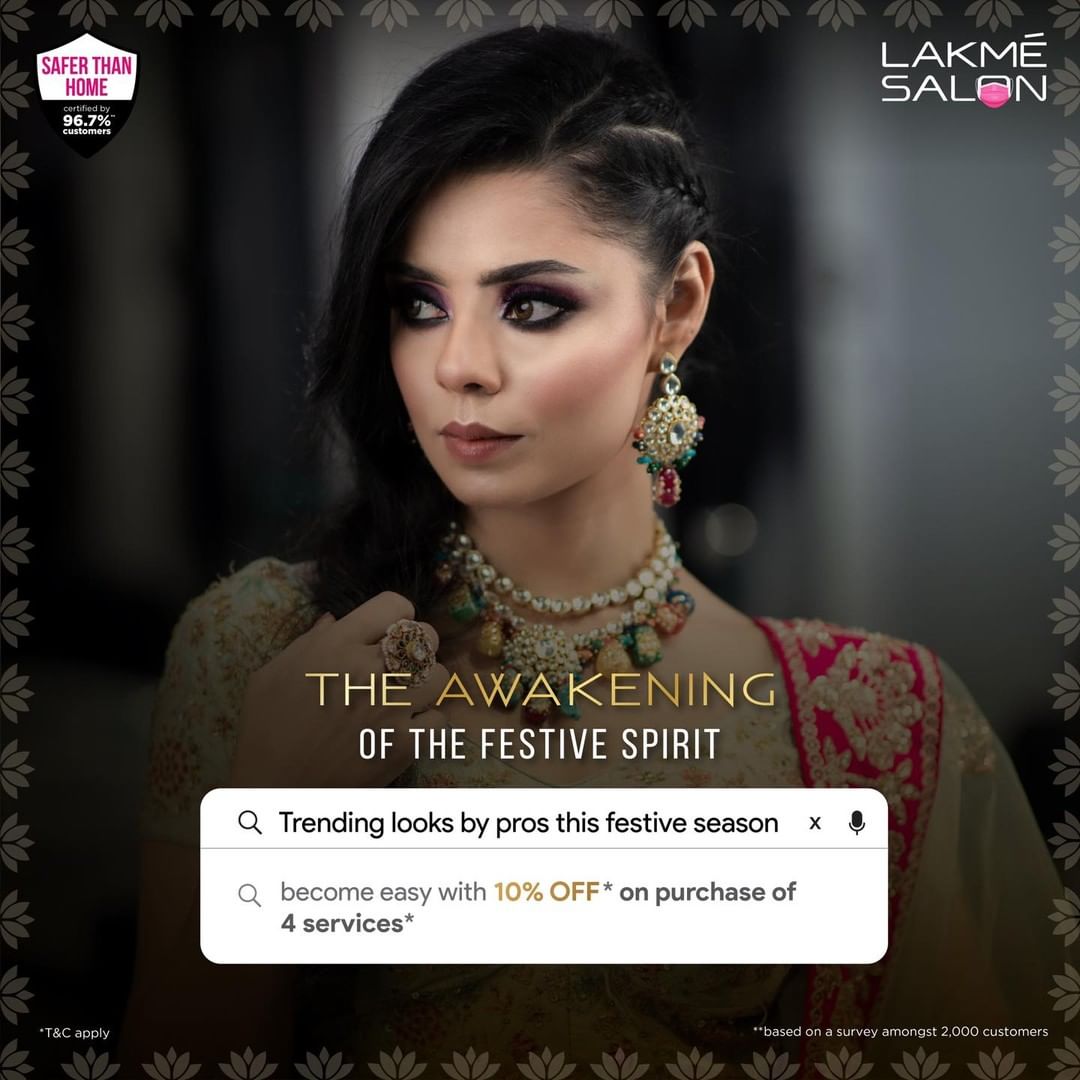 SAFER THAN
HOME
certified by
96.7%**
customers
LAKMÉ
SALON
THE AWAKENING
OF THE FESTIVE SPIRIT
Trending looks by pros this festive season x
become easy with 10% OFF* on purchase of
4 services*
*T&C apply
**based on a survey amongst 2,000 customers